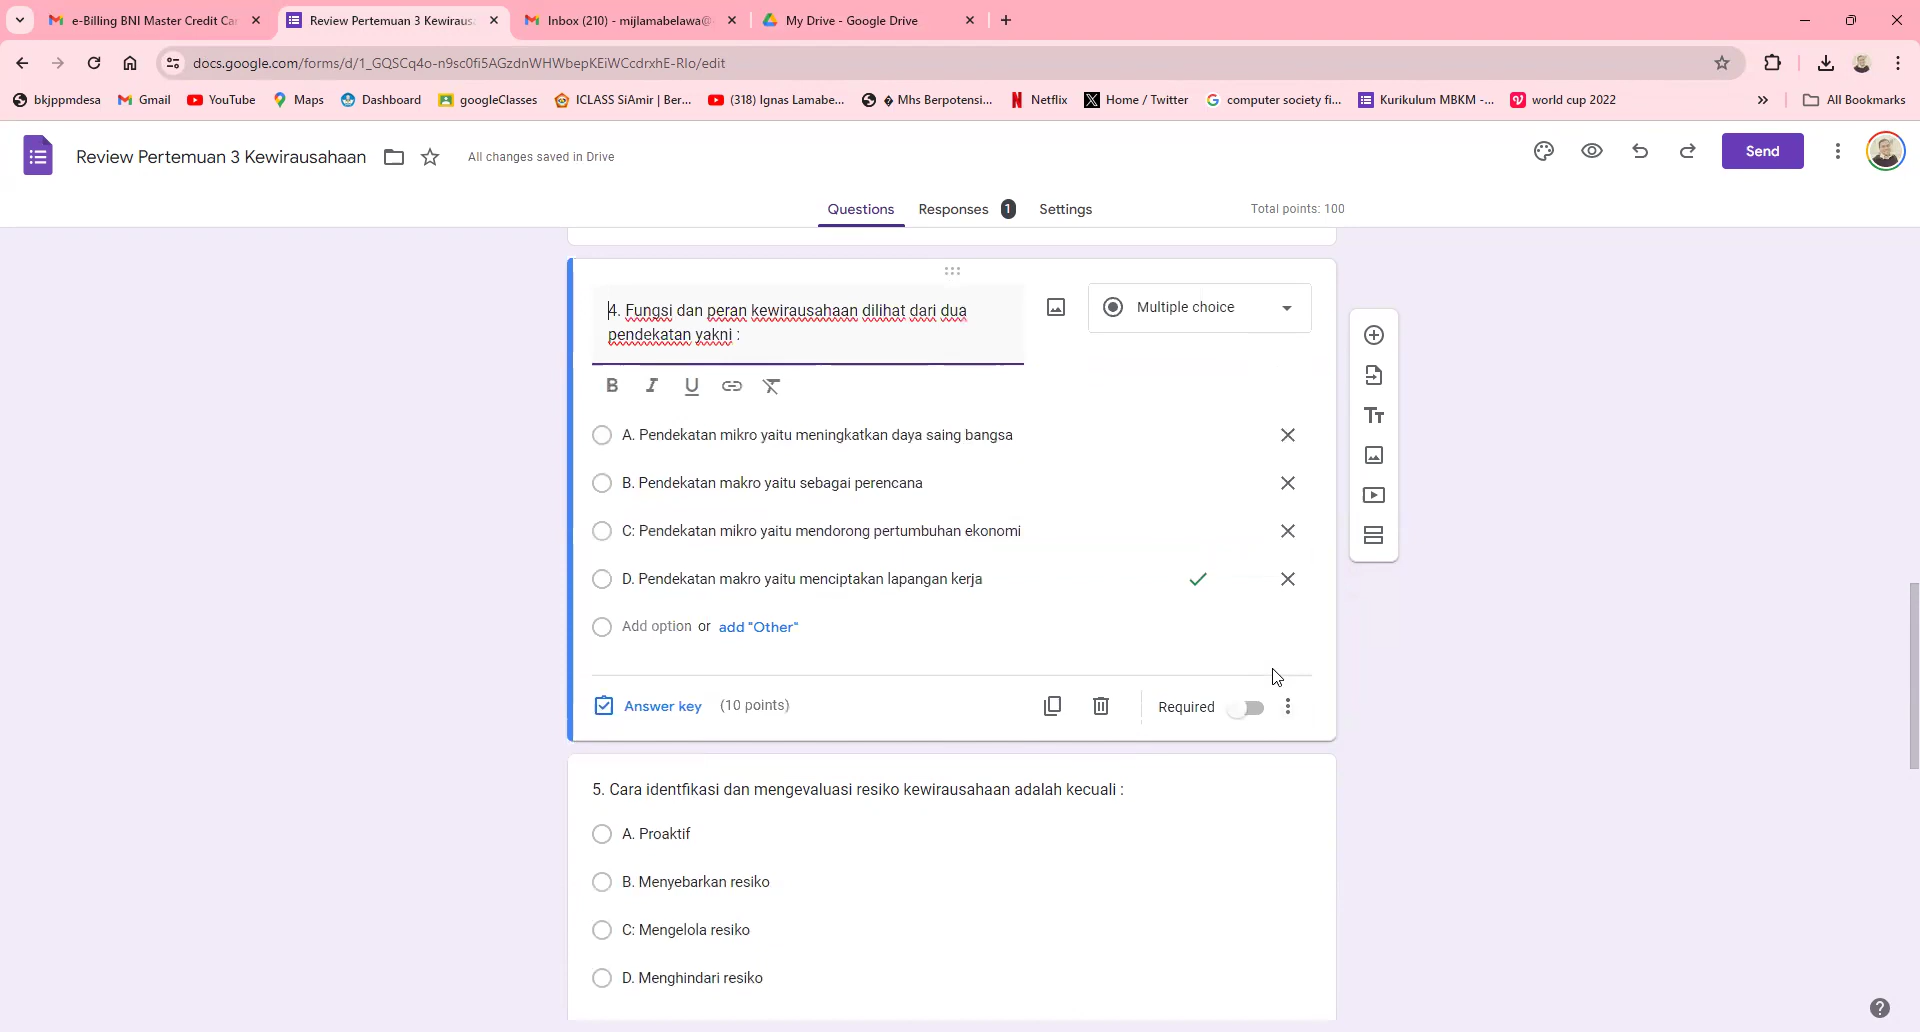 e-Billing BNI Master Credit Car
Review Pertemuan 3 Kewirausa
Inbox (210) - mijlamabelawa@
My Drive - Google Drive
docs.google.com/forms/d/1_GQSCq4o-n9sc0fi5AGzdnWHWbepKEiWCcdrxhE-RIo/edit
bkjppmdesa
Gmail
YouTube
Maps
Dashboard
googleClasses
ICLASS SiAmir | Ber...
(318) Ignas Lamabe...
Mhs Berpotensi...
Netflix
Home / Twitter
computer society fi...
Kurikulum MBKM -...
world cup 2022
All Bookmarks
Review Pertemuan 3 Kewirausahaan
All changes saved in Drive
Send
Questions
Responses 1
Settings
Total points: 100
4. Fungsi dan peran kewirausahaan dilihat dari dua
pendekatan yakni :
Multiple choice
A. Pendekatan mikro yaitu meningkatkan daya saing bangsa
B. Pendekatan makro yaitu sebagai perencana
C: Pendekatan mikro yaitu mendorong pertumbuhan ekonomi
D. Pendekatan makro yaitu menciptakan lapangan kerja
Add option or add "Other"
Answer key (10 points)
Required
5. Cara identfikasi dan mengevaluasi resiko kewirausahaan adalah kecuali :
A. Proaktif
B. Menyebarkan resiko
C: Mengelola resiko
D. Menghindari resiko